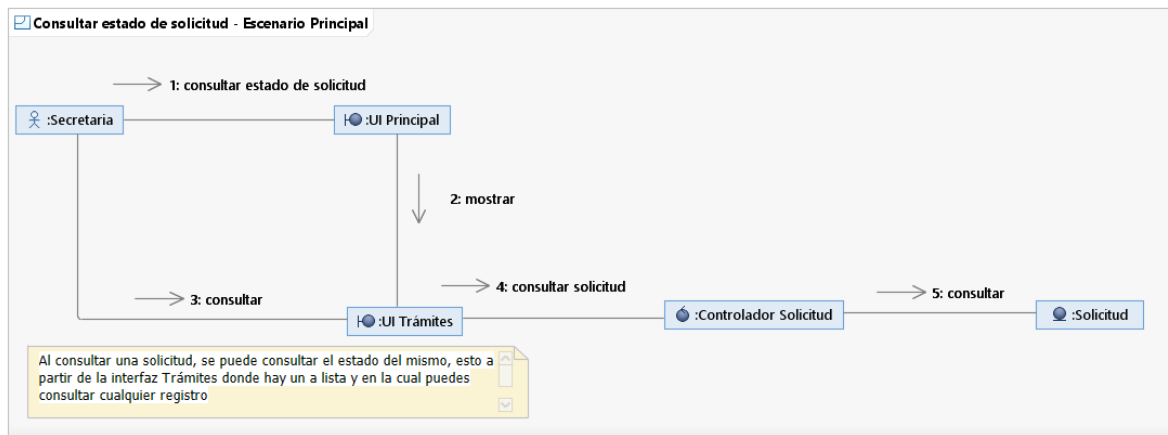 Consultar estado de solicitud - Escenario Principal
1: consultar estado de solicitud
:Secretaria
:UI Principal
2: mostrar
3: consultar
4: consultar solicitud
5: consultar
:UI Trámites
:Controlador Solicitud
:Solicitud
Al consultar una solicitud, se puede consultar el estado del mismo, esto a
partir de la interfaz Trámites donde hay un a lista y en la cual puedes
consultar cualquier registro